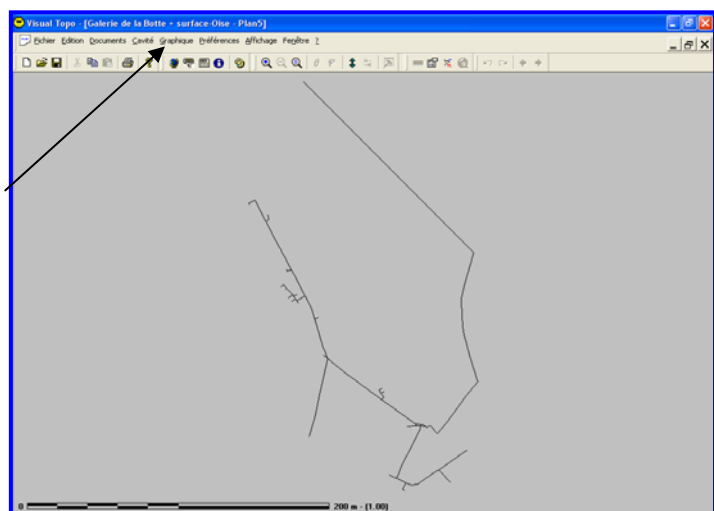 Visual Topo - [Galerie de la Botte + surface-Oise - Plan5]
Fichier Edition Documents Cavité Graphique Préférences Affichage Fenêtre ?
0 200 m - (1.00)